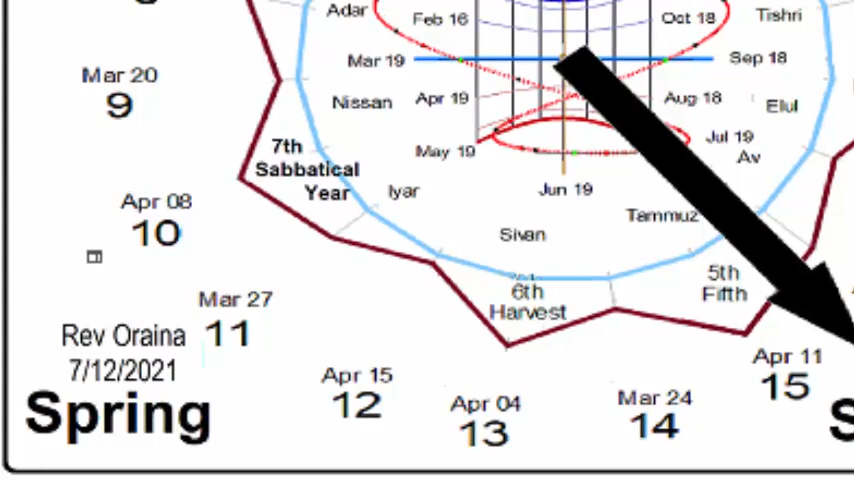 g
Adar
Feb 16
Oct 18
Tishri
Mar 20
9
Mar 19
Sep 18
Nissan
Apr 19
Aug 18
Elul
7th
Sabbatical
Year
May 19
Jul 19
Av
Apr 08
10
Iyar
Jun 19
Tammuz
Sivan
6th
Harvest
5th
Fifth
Mar 27
11
Rev Oraina
7/12/2021
Spring
Apr 15
12
Apr 04
13
Mar 24
14
Apr 11
15
S